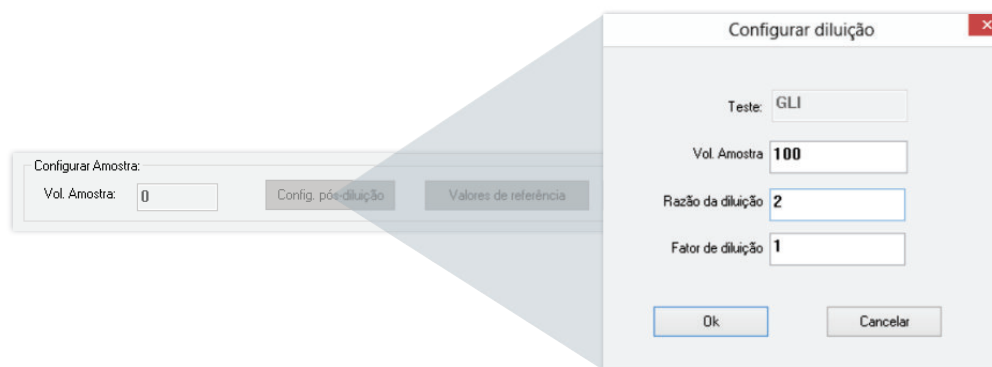 Configurar Amostra:
Vol. Amostra: 0 Config. pós-diluição Valores de referência
Configurar diluição
Teste: GLI
Vol. Amostra 100
Razão da diluição 2
Fator de diluição 1
Ok Cancelar